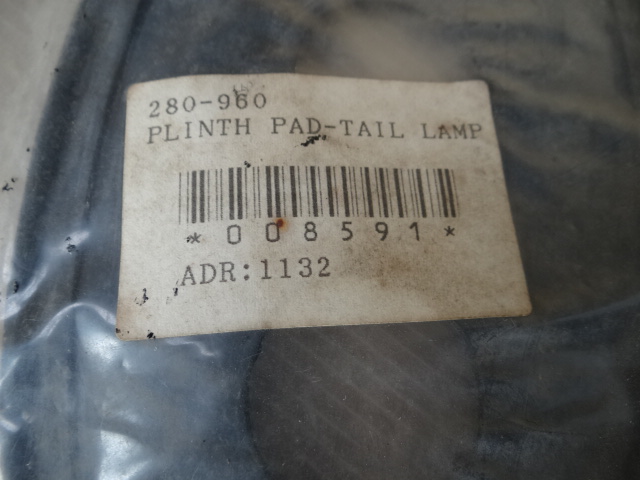 280-960
PLINTH PAD-TAIL LAMP
*008591*
ADR:1132